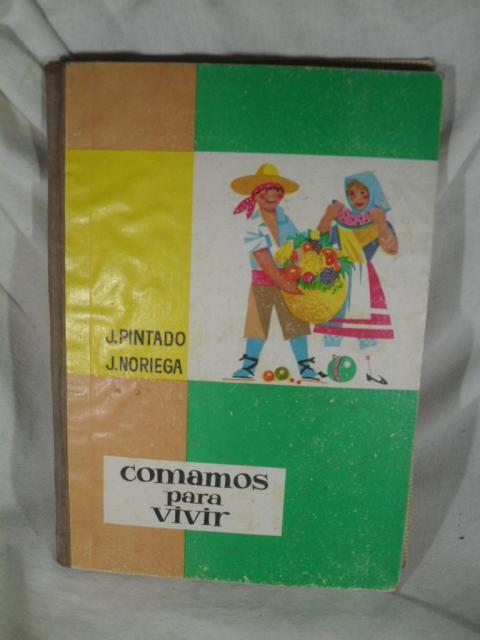 J.PINTADO
J.NORIEGA
comamos
para
vivir